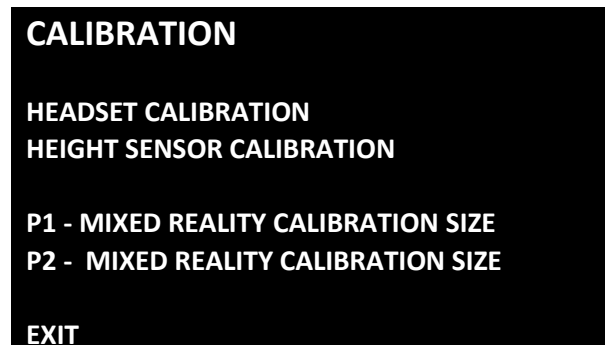 CALIBRATION
HEADSET CALIBRATION
HEIGHT SENSOR CALIBRATION
P1 - MIXED REALITY CALIBRATION SIZE
P2 -  MIXED REALITY CALIBRATION SIZE
EXIT